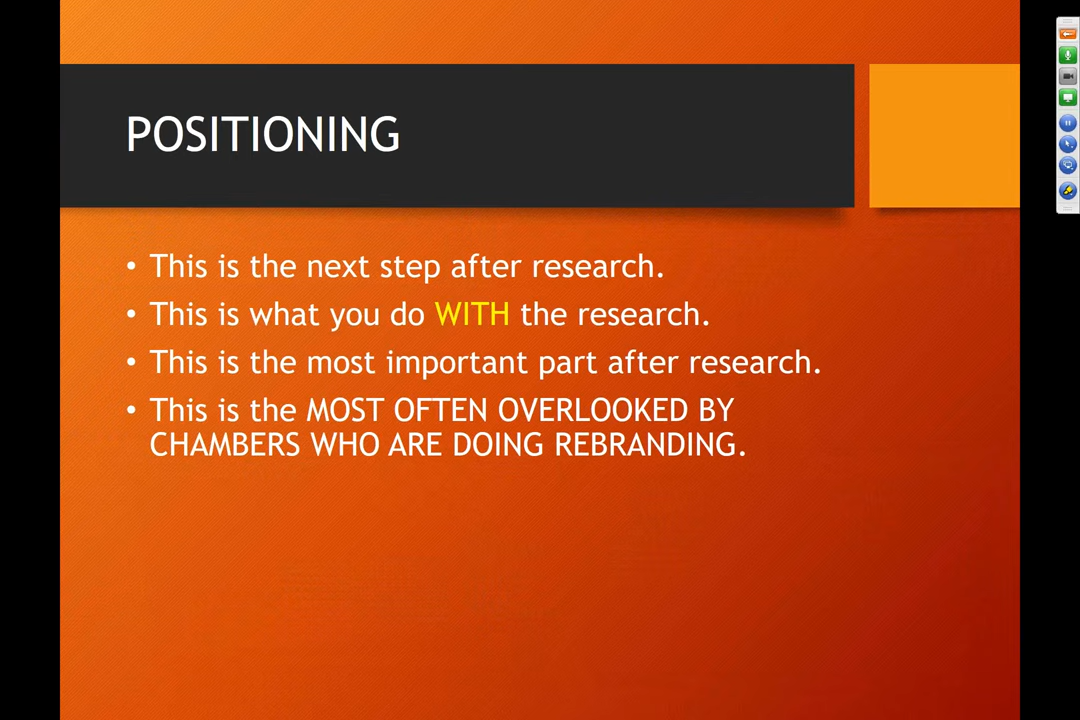 POSITIONING
• This is the next step after research.
• This is what you do WITH the research.
• This is the most important part after research.
• This is the MOST OFTEN OVERLOOKED BY
CHAMBERS WHO ARE DOING REBRANDING.